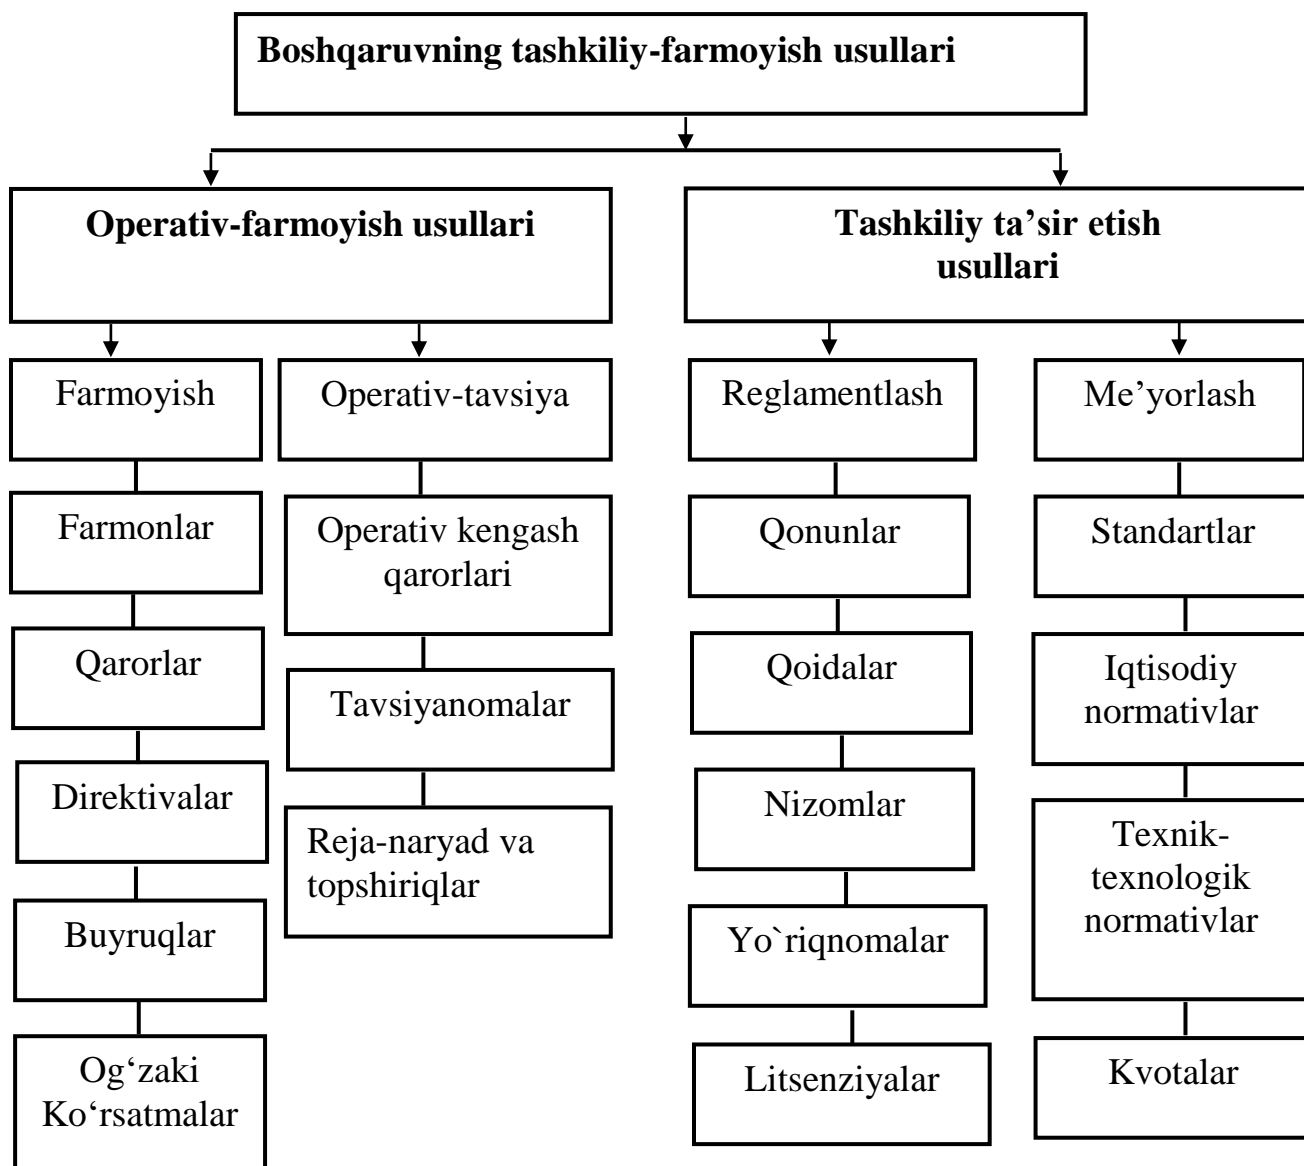 Boshqaruvning tashkiliy-farmoyish usullari
Operativ-farmoyish usullari
Tashkiliy ta’sir etish
usullari
Farmoyish
Operativ-tavsiya
Reglamentlash
Me’yorlash
Farmonlar
Operativ kengash
qarorlari
Qonunlar
Standartlar
Qarorlar
Tavsiyanomalar
Qoidalar
Iqtisodiy
normativlar
Direktivalar
Reja-naryad va
topshiriqlar
Nizomlar
Texnik-
texnologik
normativlar
Buyruqlar
Yo`riqnomalar
Og‘zaki
Ko‘rsatmalar
Litsenziyalar
Kvotalar